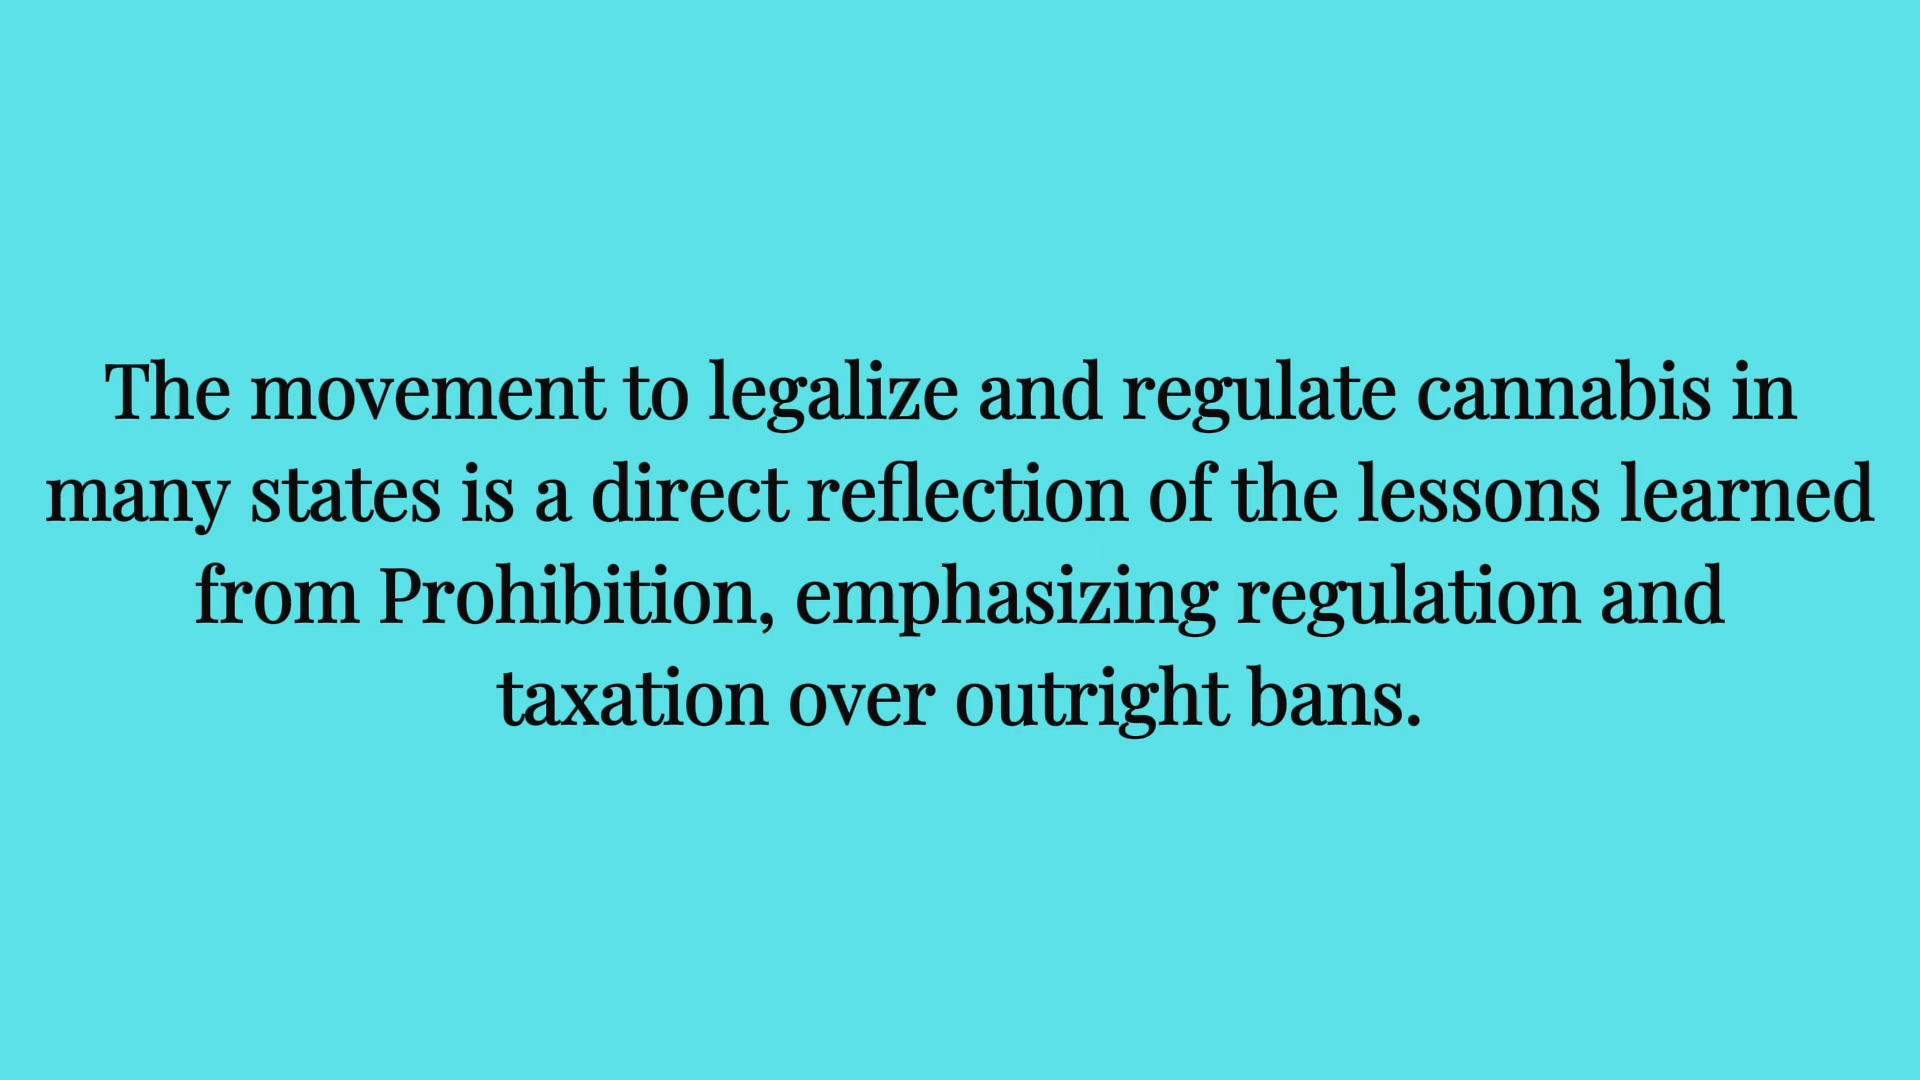 The movement to legalize and regulate cannabis in
many states is a direct reflection of the lessons learned
from Prohibition, emphasizing regulation and
taxation over outright bans.